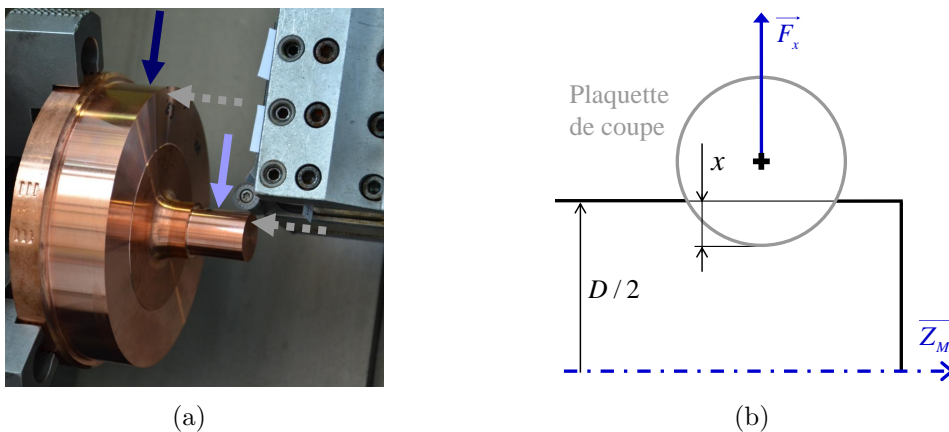 Plaquette
de coupe
F_x
x
D / 2
Z_M
(a)
(b)